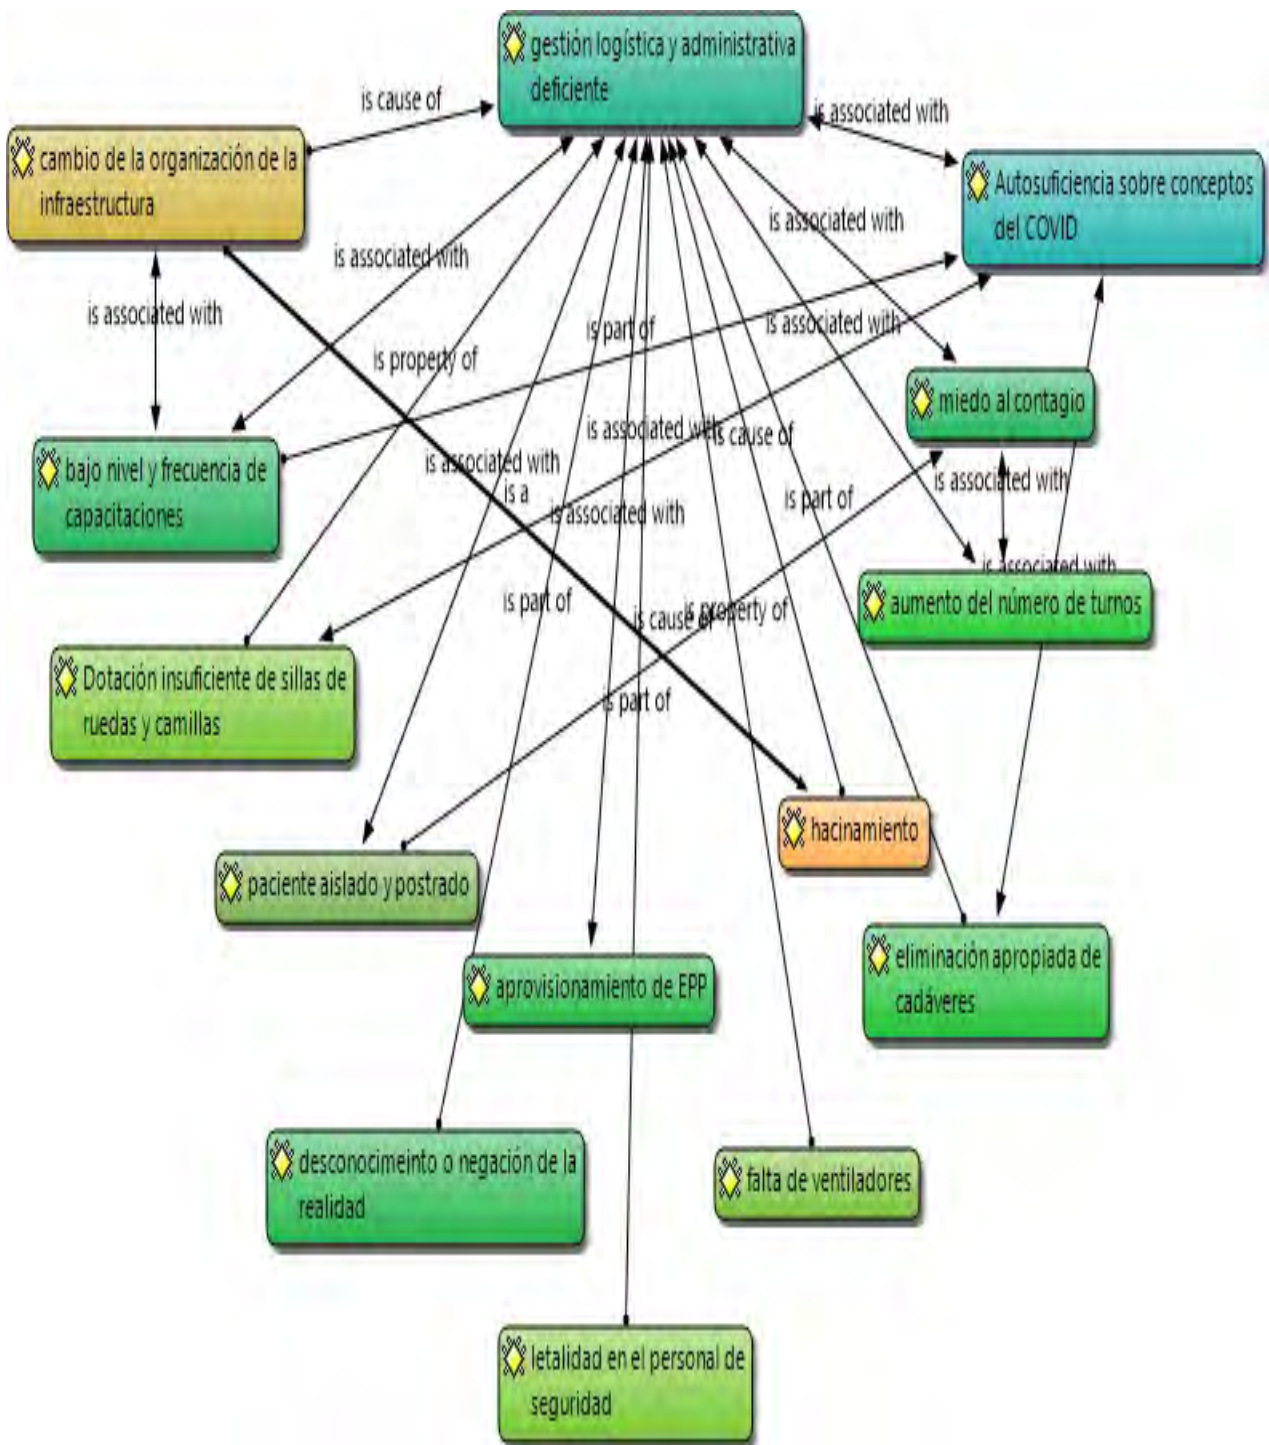 gestión logística y administrativa
deficiente
is cause of
is associated with
cambio de la organización de la
infraestructura
Autosuficiencia sobre conceptos
del COVID
is associated with
is associated with
is associated with
is part of
is associated with
is property of
miedo al contagio
is associated with
is cause of
bajo nivel y frecuencia de
capacitaciones
is associated with
is associated with
is a
is part of
is associated with
is associated with
is associated with
aumento del número de turnos
is part of
is property of
is cause of
Dotación insuficiente de sillas de
ruedas y camillas
is part of
hacinamiento
paciente aislado y postrado
eliminación apropiada de
cadáveres
aprovisionamiento de EPP
desconocimeinto o negación de la
realidad
falta de ventiladores
letalidad en el personal de
seguridad